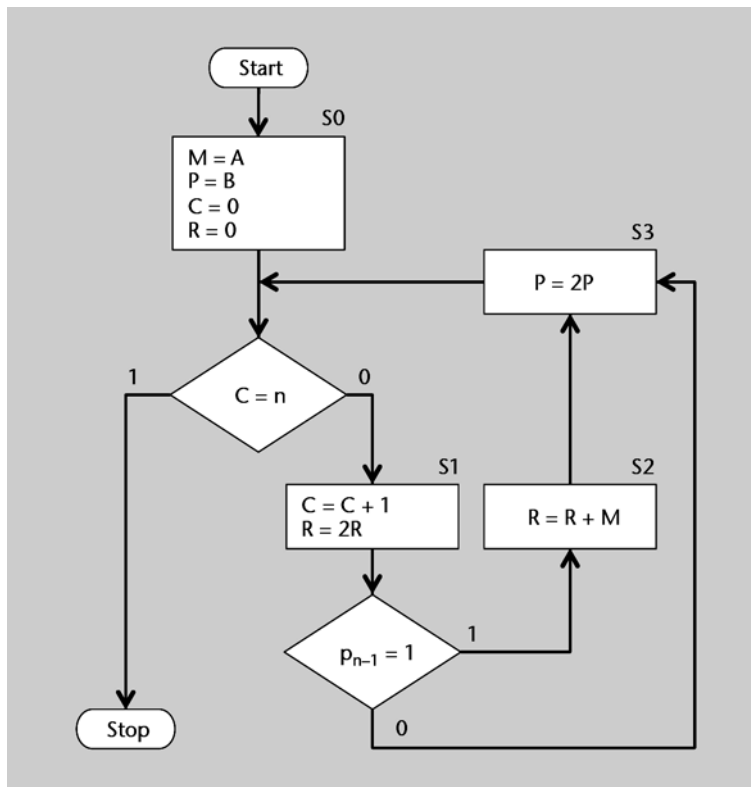 Start
S0
M = A
P = B
C = 0
R = 0
S3
P = 2P
1
0
C = n
S1
S2
C = C + 1
R = 2R
R = R + M
1
pn–1 = 1
0
Stop